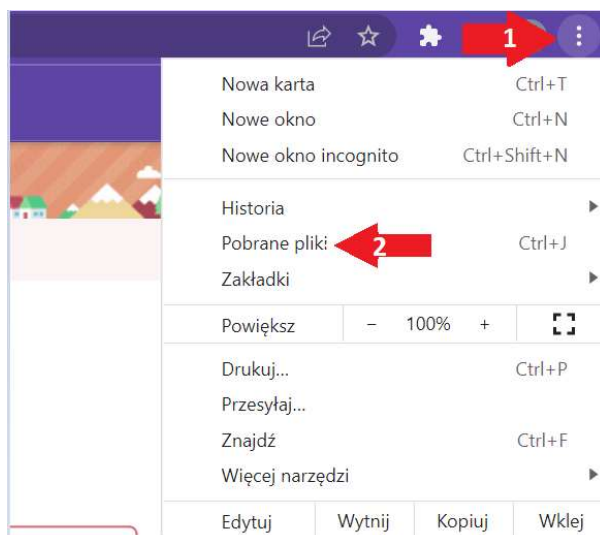 1
Nowa karta Ctrl+T
Nowe okno Ctrl+N
Nowe okno incognito Ctrl+Shift+N
Historia
Pobrane pliki 2 Ctrl+J
Zakładki
Powiększ − 100% +
Drukuj... Ctrl+P
Przesyłaj...
Znajdź Ctrl+F
Więcej narzędzi
Edytuj Wytnij Kopiuj Wklej